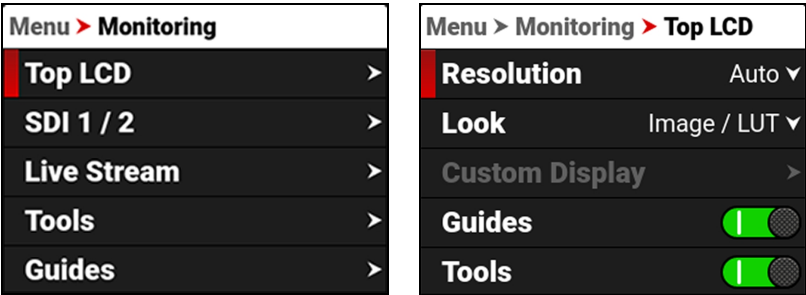 Menu ➤ Monitoring
Top LCD
SDI 1 / 2
Live Stream
Tools
Guides
Menu ➤ Monitoring ➤ Top LCD
Resolution Auto
Look Image / LUT
Custom Display
Guides
Tools